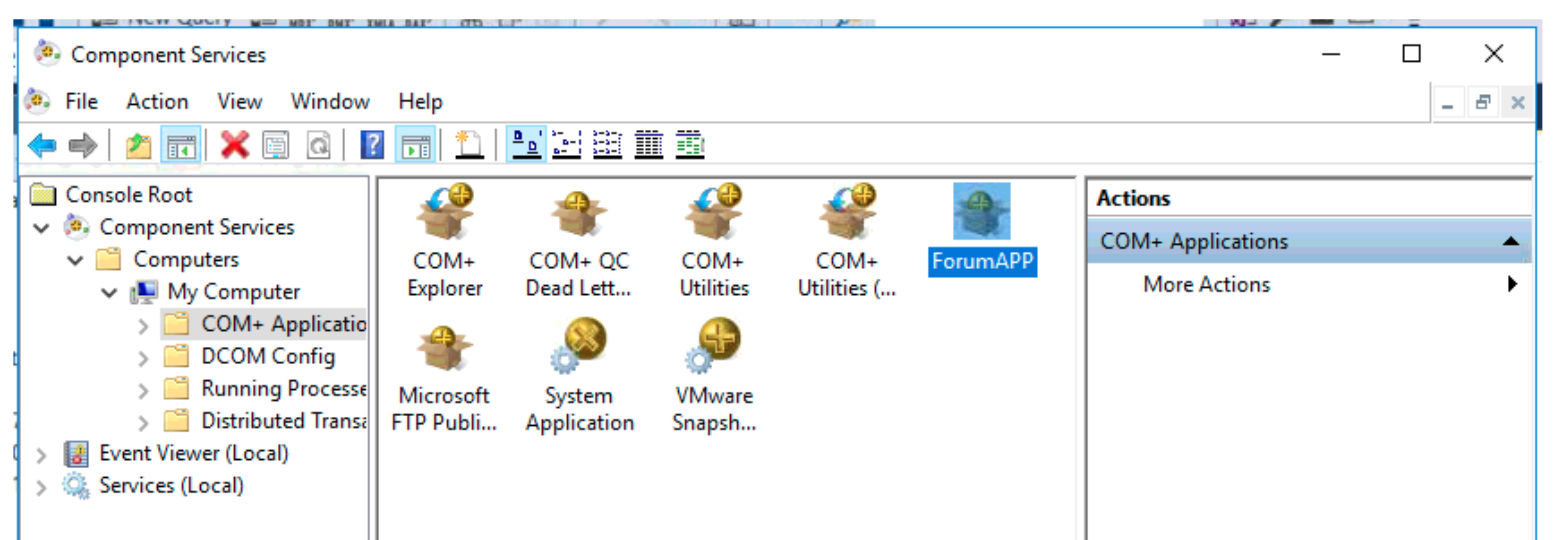 New Query
Component Services
File Action View Window Help
Console Root
Component Services
Computers
My Computer
COM+ Applicatio
DCOM Config
Running Processe
Distributed Transa
Event Viewer (Local)
Services (Local)
COM+
Explorer
COM+ QC
Dead Lett...
COM+
Utilities
COM+
Utilities (...
ForumAPP
Microsoft
FTP Publi...
System
Application
VMware
Snapsh...
Actions
COM+ Applications
More Actions